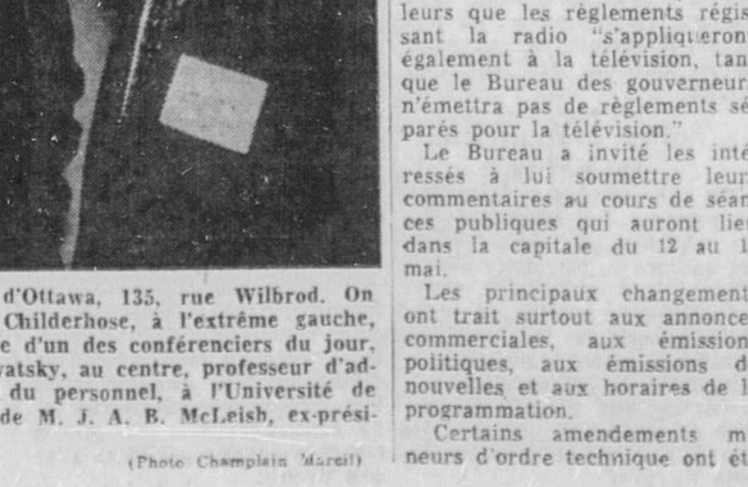 d'Ottawa, 135, rue Wilbrod. On
Childerhose, à l'extrême gauche,
e d'un des conférenciers du jour,
vatsky, au centre, professeur d'ad-
du personnel, à l'Université de
de M. J. A. B. McLeish, ex-prési-
(Photo Champlain Mareil)
leurs que les règlements régis
sant la radio "s'appliqueron
également à la télévision, tan
que le Bureau des gouverneur
n'émettra pas de règlements sé
parés pour la télévision."
Le Bureau a invité les inté
ressés à lui soumettre leur
commentaires au cours de séan
ces publiques qui auront lieu
dans la capitale du 12 au 1
mai.
Les principaux changement
ont trait surtout aux annonce
commerciales, aux émission
politiques, aux émissions d
nouvelles et aux horaires de l
programmation.
Certains amendements m
neurs d'ordre technique ont ét